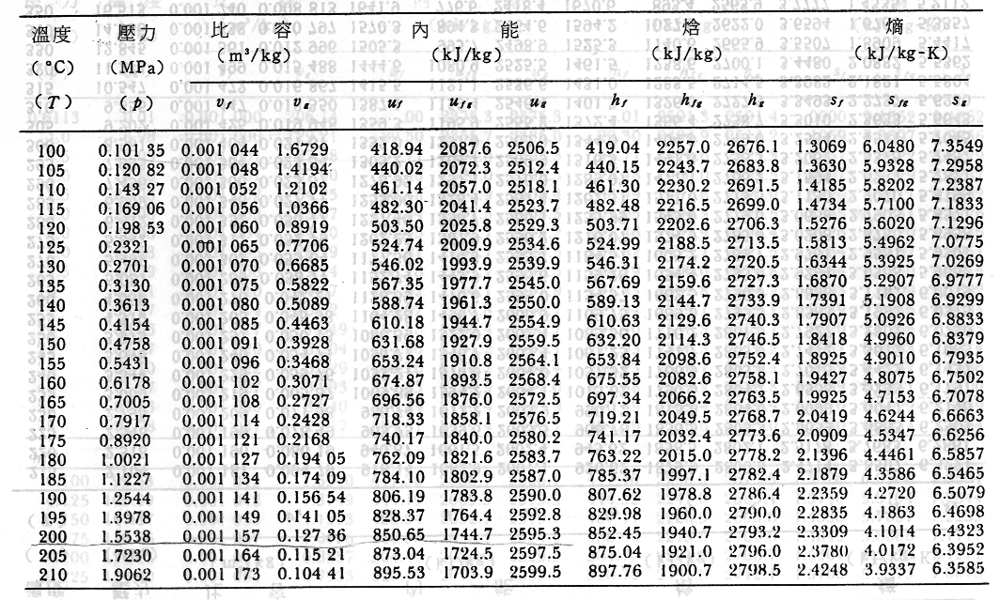 溫度 壓力 比 容 內 能 焓 熵
(°C) (MPa) (m³/kg) (kJ/kg) (kJ/kg) (kJ/kg-K)
(T) (p) v_f v_g u_f u_fg u_g h_f h_fg h_g s_f s_fg s_g
100 0.101 35 0.001 044 1.6729 418.94 2087.6 2506.5 419.04 2257.0 2676.1 1.3069 6.0480 7.3549
105 0.120 82 0.001 048 1.4194 440.02 2072.3 2512.4 440.15 2243.7 2683.8 1.3630 5.9328 7.2958
110 0.143 27 0.001 052 1.2102 461.14 2057.0 2518.1 461.30 2230.2 2691.5 1.4185 5.8202 7.2387
115 0.169 06 0.001 056 1.0366 482.30 2041.4 2523.7 482.48 2216.5 2699.0 1.4734 5.7100 7.1833
120 0.198 53 0.001 060 0.8919 503.50 2025.8 2529.3 503.71 2202.6 2706.3 1.5276 5.6020 7.1296
125 0.2321 0.001 065 0.7706 524.74 2009.9 2534.6 524.99 2188.5 2713.5 1.5813 5.4962 7.0775
130 0.2701 0.001 070 0.6685 546.02 1993.9 2539.9 546.31 2174.2 2720.5 1.6344 5.3925 7.0269
135 0.3130 0.001 075 0.5822 567.35 1977.7 2545.0 567.69 2159.6 2727.3 1.6870 5.2907 6.9777
140 0.3613 0.001 080 0.5089 588.74 1961.3 2550.0 589.13 2144.7 2733.9 1.7391 5.1908 6.9299
145 0.4154 0.001 085 0.4463 610.18 1944.7 2554.9 610.63 2129.6 2740.3 1.7907 5.0926 6.8833
150 0.4758 0.001 091 0.3928 631.68 1927.9 2559.5 632.20 2114.3 2746.5 1.8418 4.9960 6.8379
155 0.5431 0.001 096 0.3468 653.24 1910.8 2564.1 653.84 2098.6 2752.4 1.8925 4.9010 6.7935
160 0.6178 0.001 102 0.3071 674.87 1893.5 2568.4 675.55 2082.6 2758.1 1.9427 4.8075 6.7502
165 0.7005 0.001 108 0.2727 696.56 1876.0 2572.5 697.34 2066.2 2763.5 1.9925 4.7153 6.7078
170 0.7917 0.001 114 0.2428 718.33 1858.1 2576.5 719.21 2049.5 2768.7 2.0419 4.6244 6.6663
175 0.8920 0.001 121 0.2168 740.17 1840.0 2580.2 741.17 2032.4 2773.6 2.0909 4.5347 6.6256
180 1.0021 0.001 127 0.194 05 762.09 1821.6 2583.7 763.22 2015.0 2778.2 2.1396 4.4461 6.5857
185 1.1227 0.001 134 0.174 09 784.10 1802.9 2587.0 785.37 1997.1 2782.4 2.1879 4.3586 6.5465
190 1.2544 0.001 141 0.156 54 806.19 1783.8 2590.0 807.62 1978.8 2786.4 2.2359 4.2720 6.5079
195 1.3978 0.001 149 0.141 05 828.37 1764.4 2592.8 829.98 1960.0 2790.0 2.2835 4.1863 6.4698
200 1.5538 0.001 157 0.127 36 850.65 1744.7 2595.3 852.45 1940.7 2793.2 2.3309 4.1014 6.4323
205 1.7230 0.001 164 0.115 21 873.04 1724.5 2597.5 875.04 1921.0 2796.0 2.3780 4.0172 6.3952
210 1.9062 0.001 173 0.104 41 895.53 1703.9 2599.5 897.76 1900.7 2798.5 2.4248 3.9337 6.3585